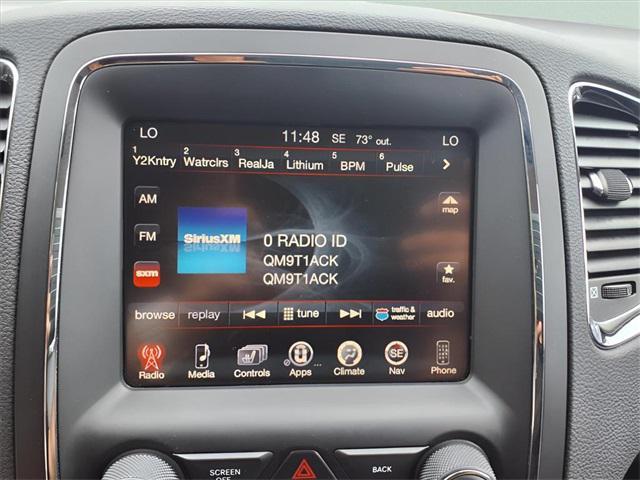 LO 11:48 SE 73° out. LO
1 Y2Kntry 2 Watrclrs 3 RealJa 4 Lithium 5 BPM 6 Pulse
AM
FM
sxm
SiriusXM
0 RADIO ID
QM9T1ACK
QM9T1ACK
map
fav.
browse replay tune traffic & weather audio
Radio Media Controls Apps Climate SE Nav Phone
SCREEN OFF BACK